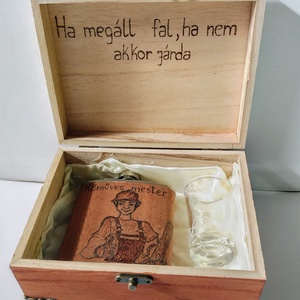 Ha megáll fal, ha nem
akkor járda
Kőműves mester